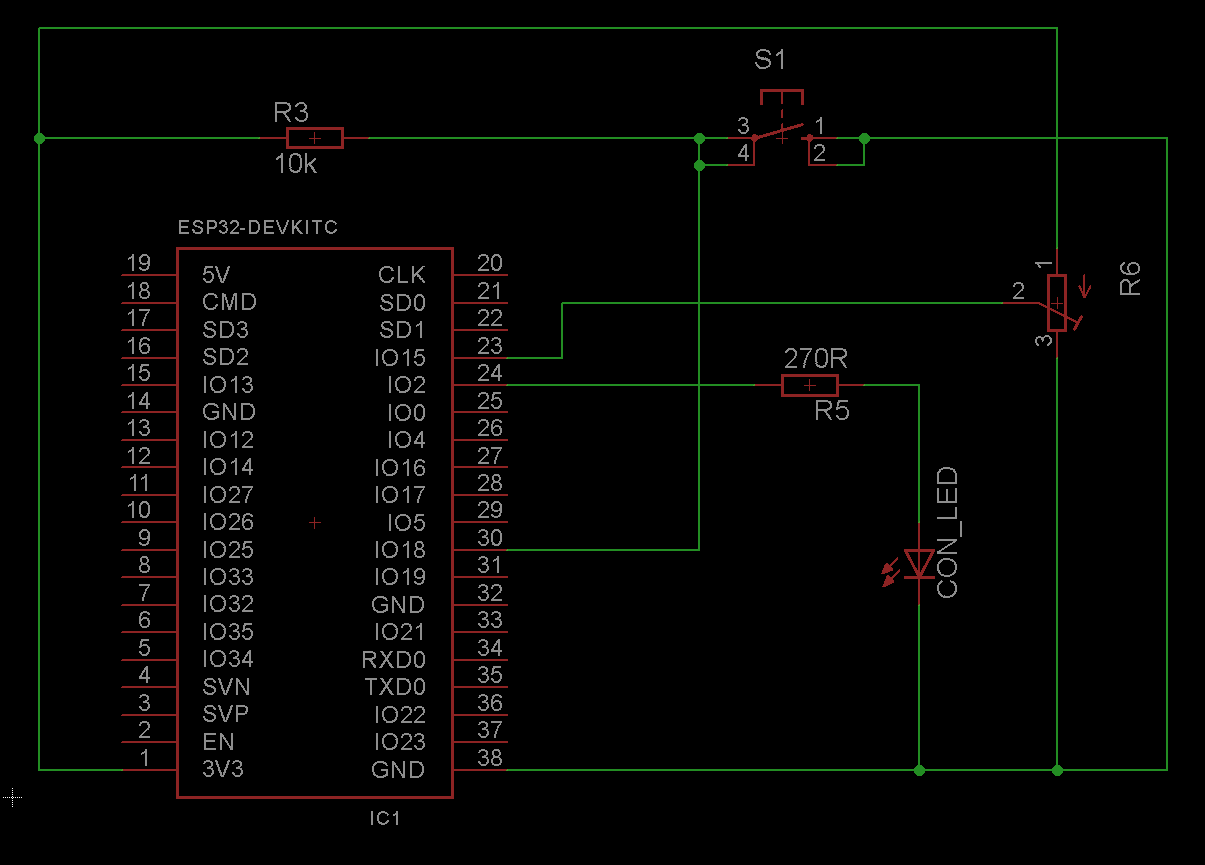 S1
R3
3 1
4 2
10k
ESP32-DEVKITC
19 5V CLK 20
18 CMD SD0 21
17 SD3 SD1 22
16 SD2 IO15 23
15 IO13 IO2 24
14 GND IO0 25
13 IO12 IO4 26
12 IO14 IO16 27
11 IO27 IO17 28
10 IO26 IO5 29
9 IO25 IO18 30
8 IO33 IO19 31
7 IO32 GND 32
6 IO35 IO21 33
5 IO34 RXD0 34
4 SVN TXD0 35
3 SVP IO22 36
2 EN IO23 37
1 3V3 GND 38
IC1
1
2
3
R6
270R
R5
CON_LED